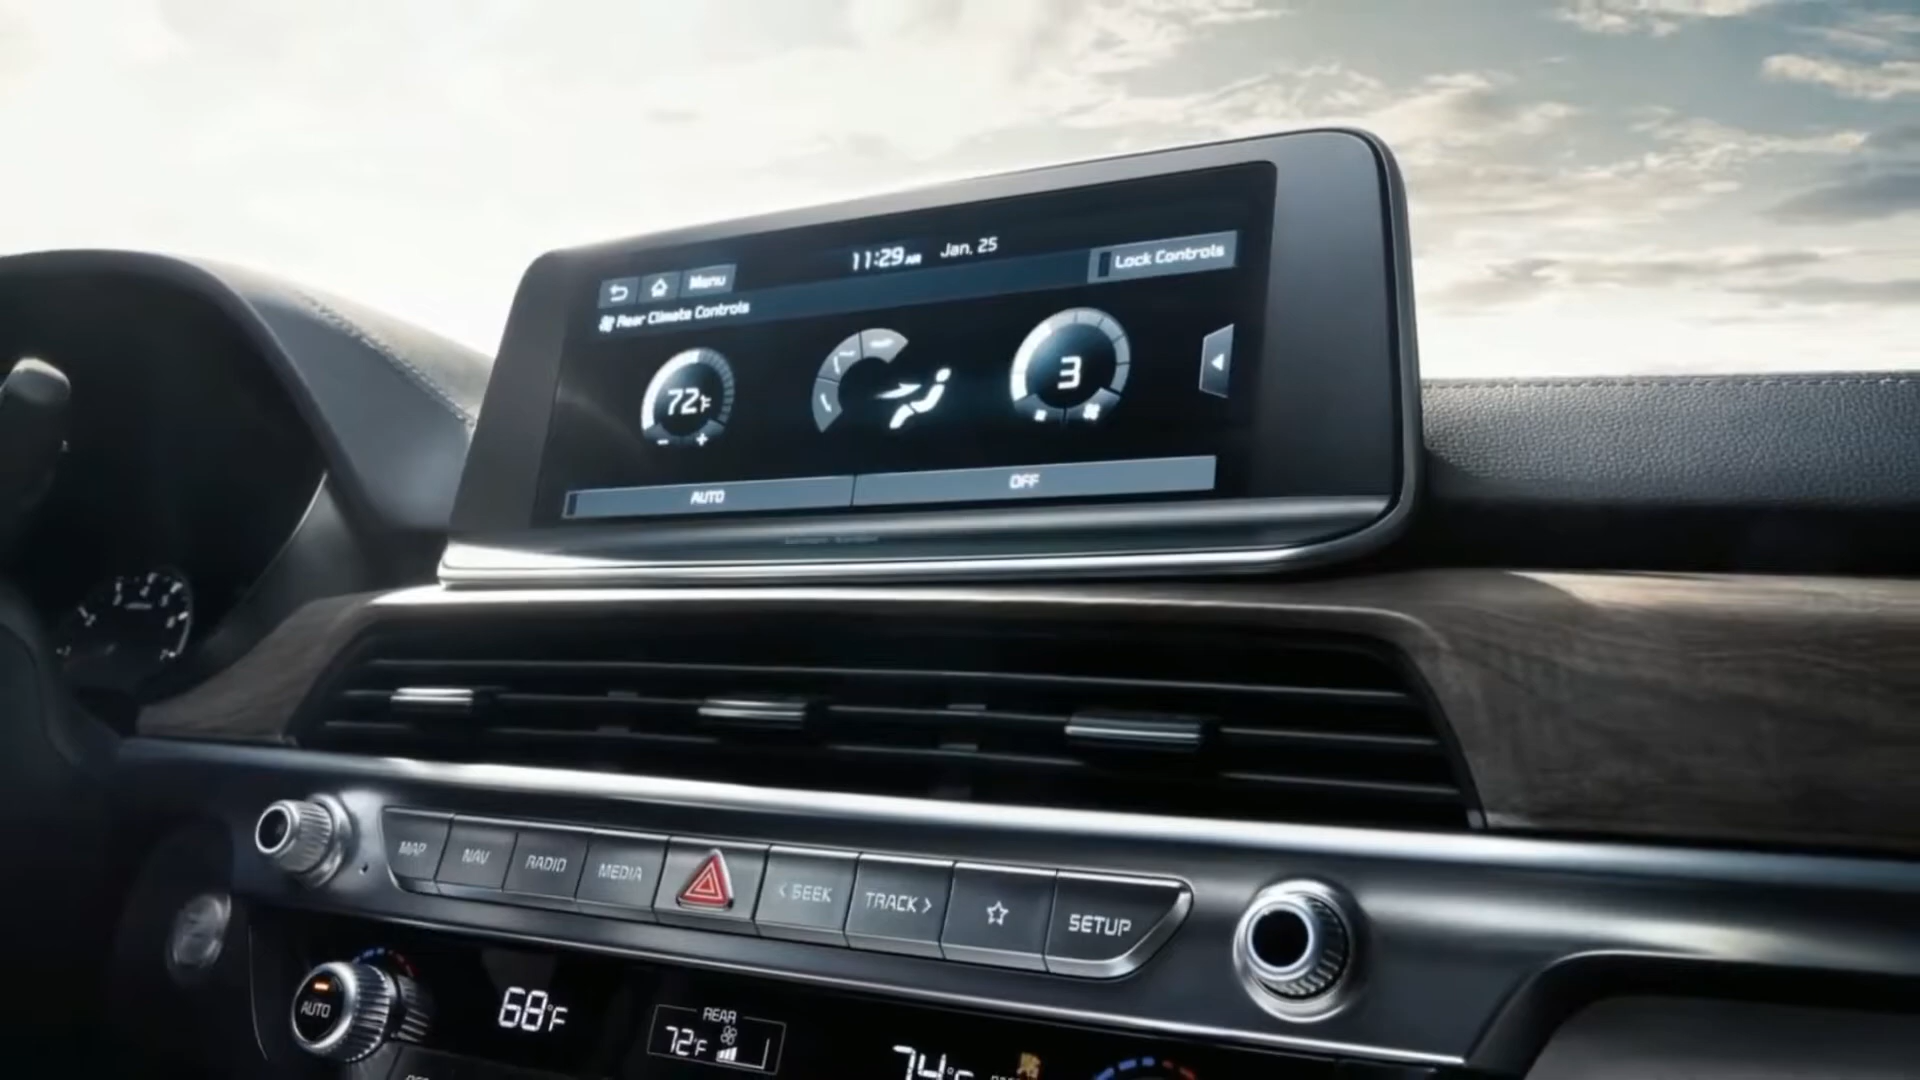 11:29 AM Jan. 25
Menu
Lock Controls
Rear Climate Controls
72°F
3
- +
AUTO
OFF
MAP
NAV
RADIO
MEDIA
< SEEK
TRACK >
SETUP
AUTO
68°F
REAR
72°F